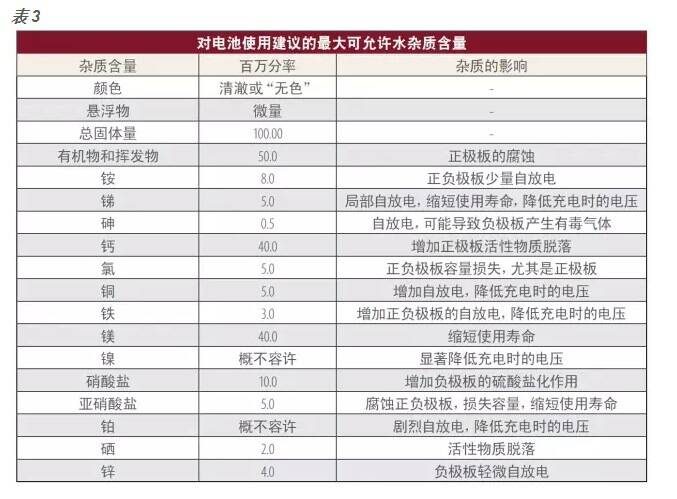 表3
对电池使用建议的最大可允许水杂质含量
杂质含量 百万分率 杂质的影响
颜色 清澈或“无色” -
悬浮物 微量 -
总固体量 100.00 -
有机物和挥发物 50.0 正极板的腐蚀
铵 8.0 正负极板少量自放电
锑 5.0 局部自放电，缩短使用寿命，降低充电时的电压
砷 0.5 自放电，可能导致负极板产生有毒气体
钙 40.0 增加正极板活性物质脱落
氯 5.0 正负极板容量损失，尤其是正极板
铜 5.0 增加自放电，降低充电时的电压
铁 3.0 增加正负极板的自放电，降低充电时的电压
镁 40.0 缩短使用寿命
镍 概不容许 显著降低充电时的电压
硝酸盐 10.0 增加负极板的硫酸盐化作用
亚硝酸盐 5.0 腐蚀正负极板，损失容量，缩短使用寿命
铂 概不容许 剧烈自放电，降低充电时的电压
硒 2.0 活性物质脱落
锌 4.0 负极板轻微自放电